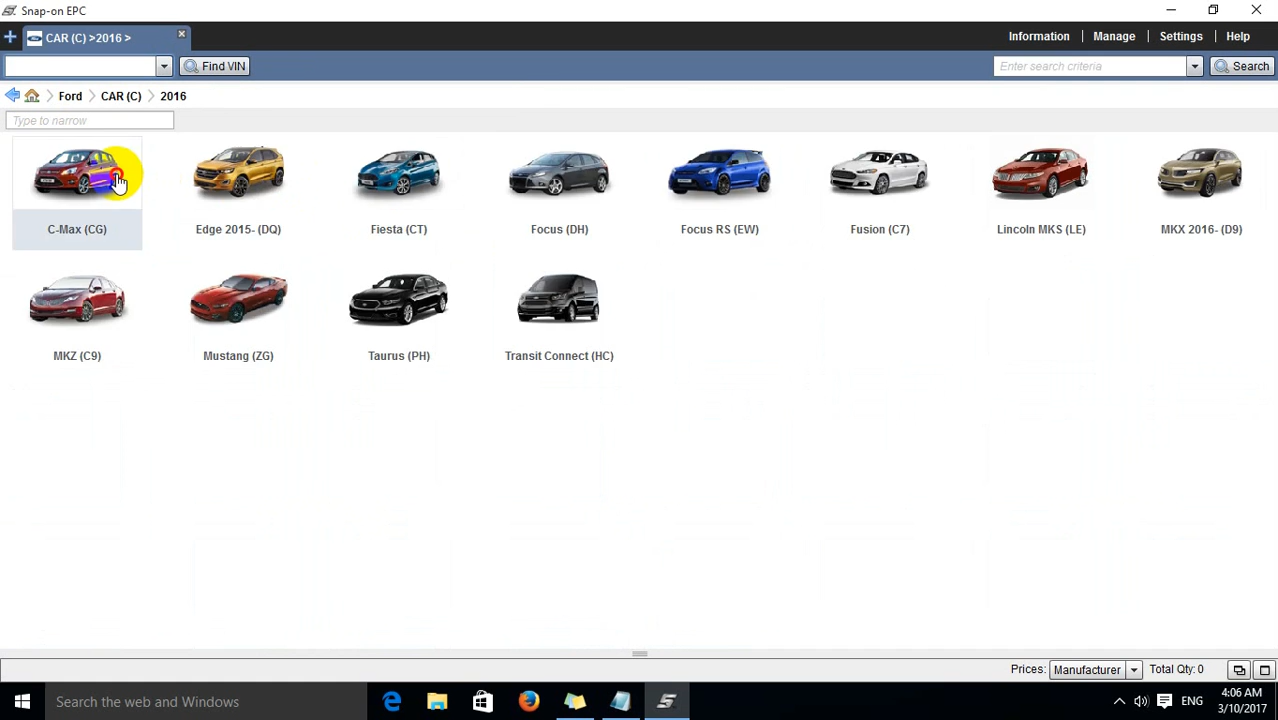 Snap-on EPC
CAR (C) >2016 >
Information Manage Settings Help
Find VIN
Enter search criteria
Search
Ford CAR (C) 2016
Type to narrow
C-Max (CG) Edge 2015- (DQ) Fiesta (CT) Focus (DH) Focus RS (EW) Fusion (C7) Lincoln MKS (LE) MKX 2016- (D9)
MKZ (C9) Mustang (ZG) Taurus (PH) Transit Connect (HC)
Prices: Manufacturer Total Qty: 0
Search the web and Windows
ENG
4:06 AM
3/10/2017